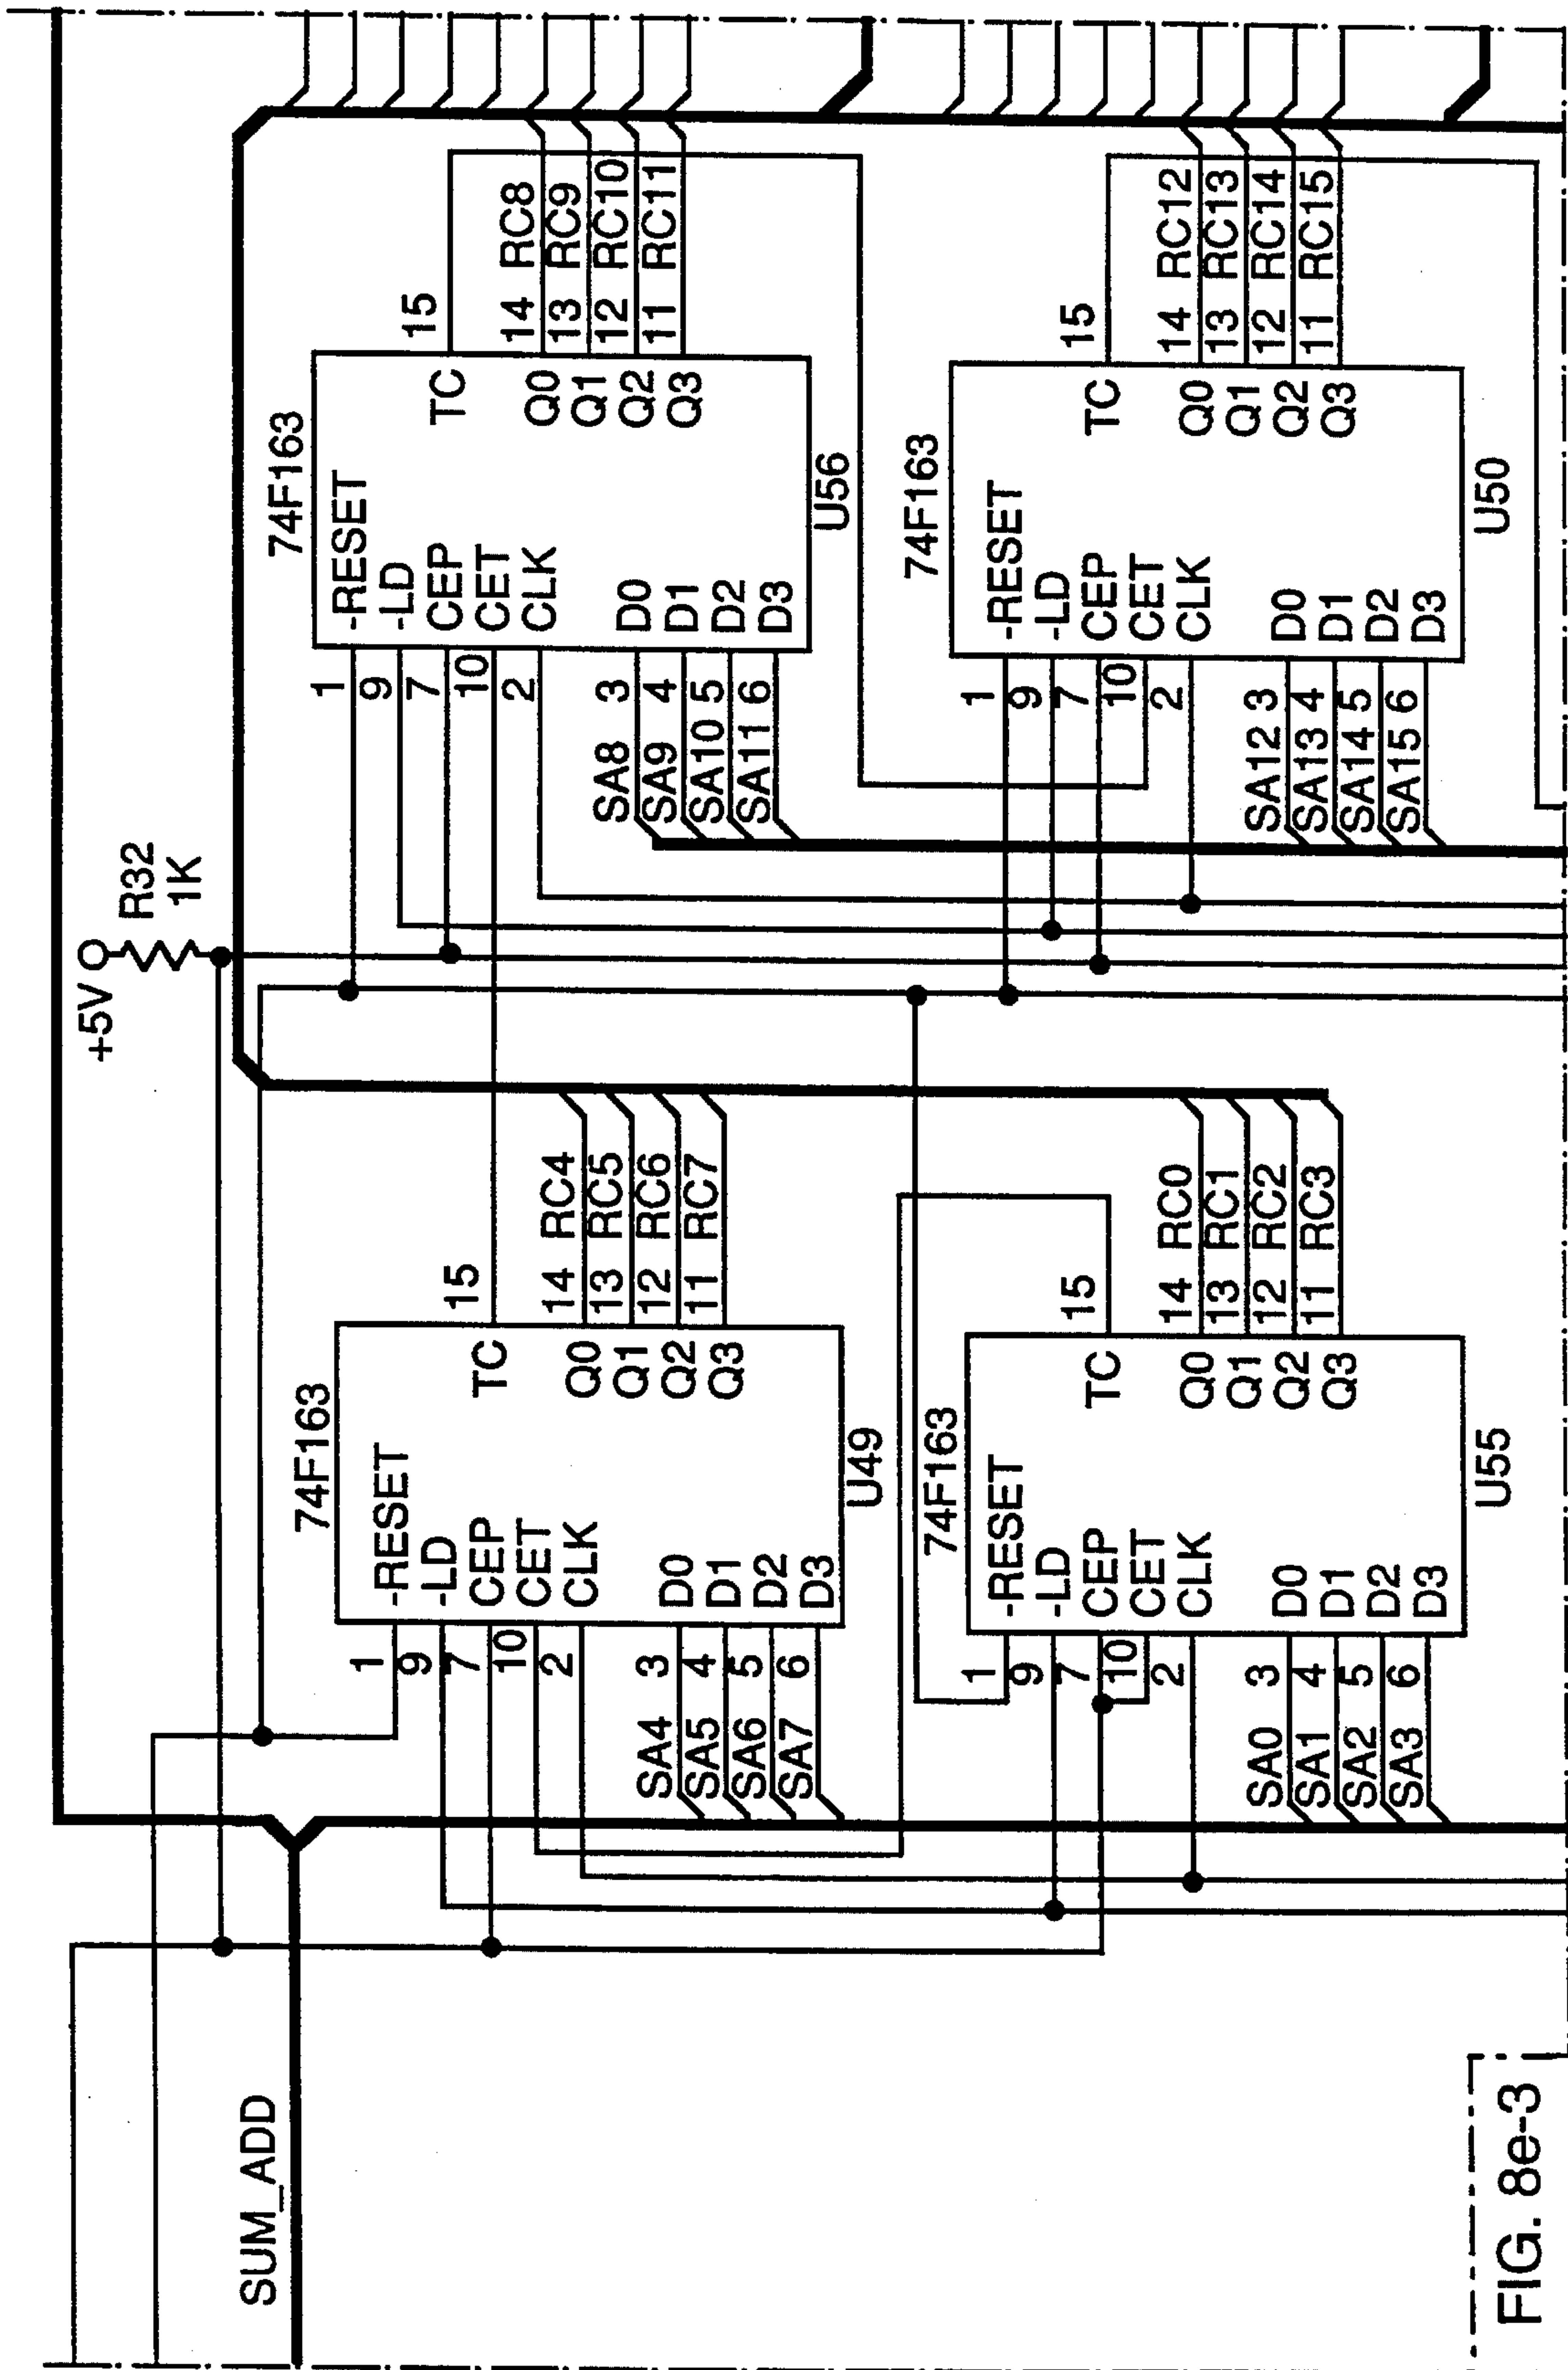 +5V
R32
1K
SUM_ADD
74F163
1 -RESET
9 -LD
7 CEP
10 CET
2 CLK
SA4 3 D0
SA5 4 D1
SA6 5 D2
SA7 6 D3
TC 15
Q0 14 RC4
Q1 13 RC5
Q2 12 RC6
Q3 11 RC7
U49
74F163
1 -RESET
9 -LD
7 CEP
10 CET
2 CLK
SA8 3 D0
SA9 4 D1
SA10 5 D2
SA11 6 D3
TC 15
Q0 14 RC8
Q1 13 RC9
Q2 12 RC10
Q3 11 RC11
U56
74F163
1 -RESET
9 -LD
7 CEP
10 CET
2 CLK
SA0 3 D0
SA1 4 D1
SA2 5 D2
SA3 6 D3
TC 15
Q0 14 RC0
Q1 13 RC1
Q2 12 RC2
Q3 11 RC3
U55
74F163
1 -RESET
9 -LD
7 CEP
10 CET
2 CLK
SA12 3 D0
SA13 4 D1
SA14 5 D2
SA15 6 D3
TC 15
Q0 14 RC12
Q1 13 RC13
Q2 12 RC14
Q3 11 RC15
U50
FIG. 8e-3